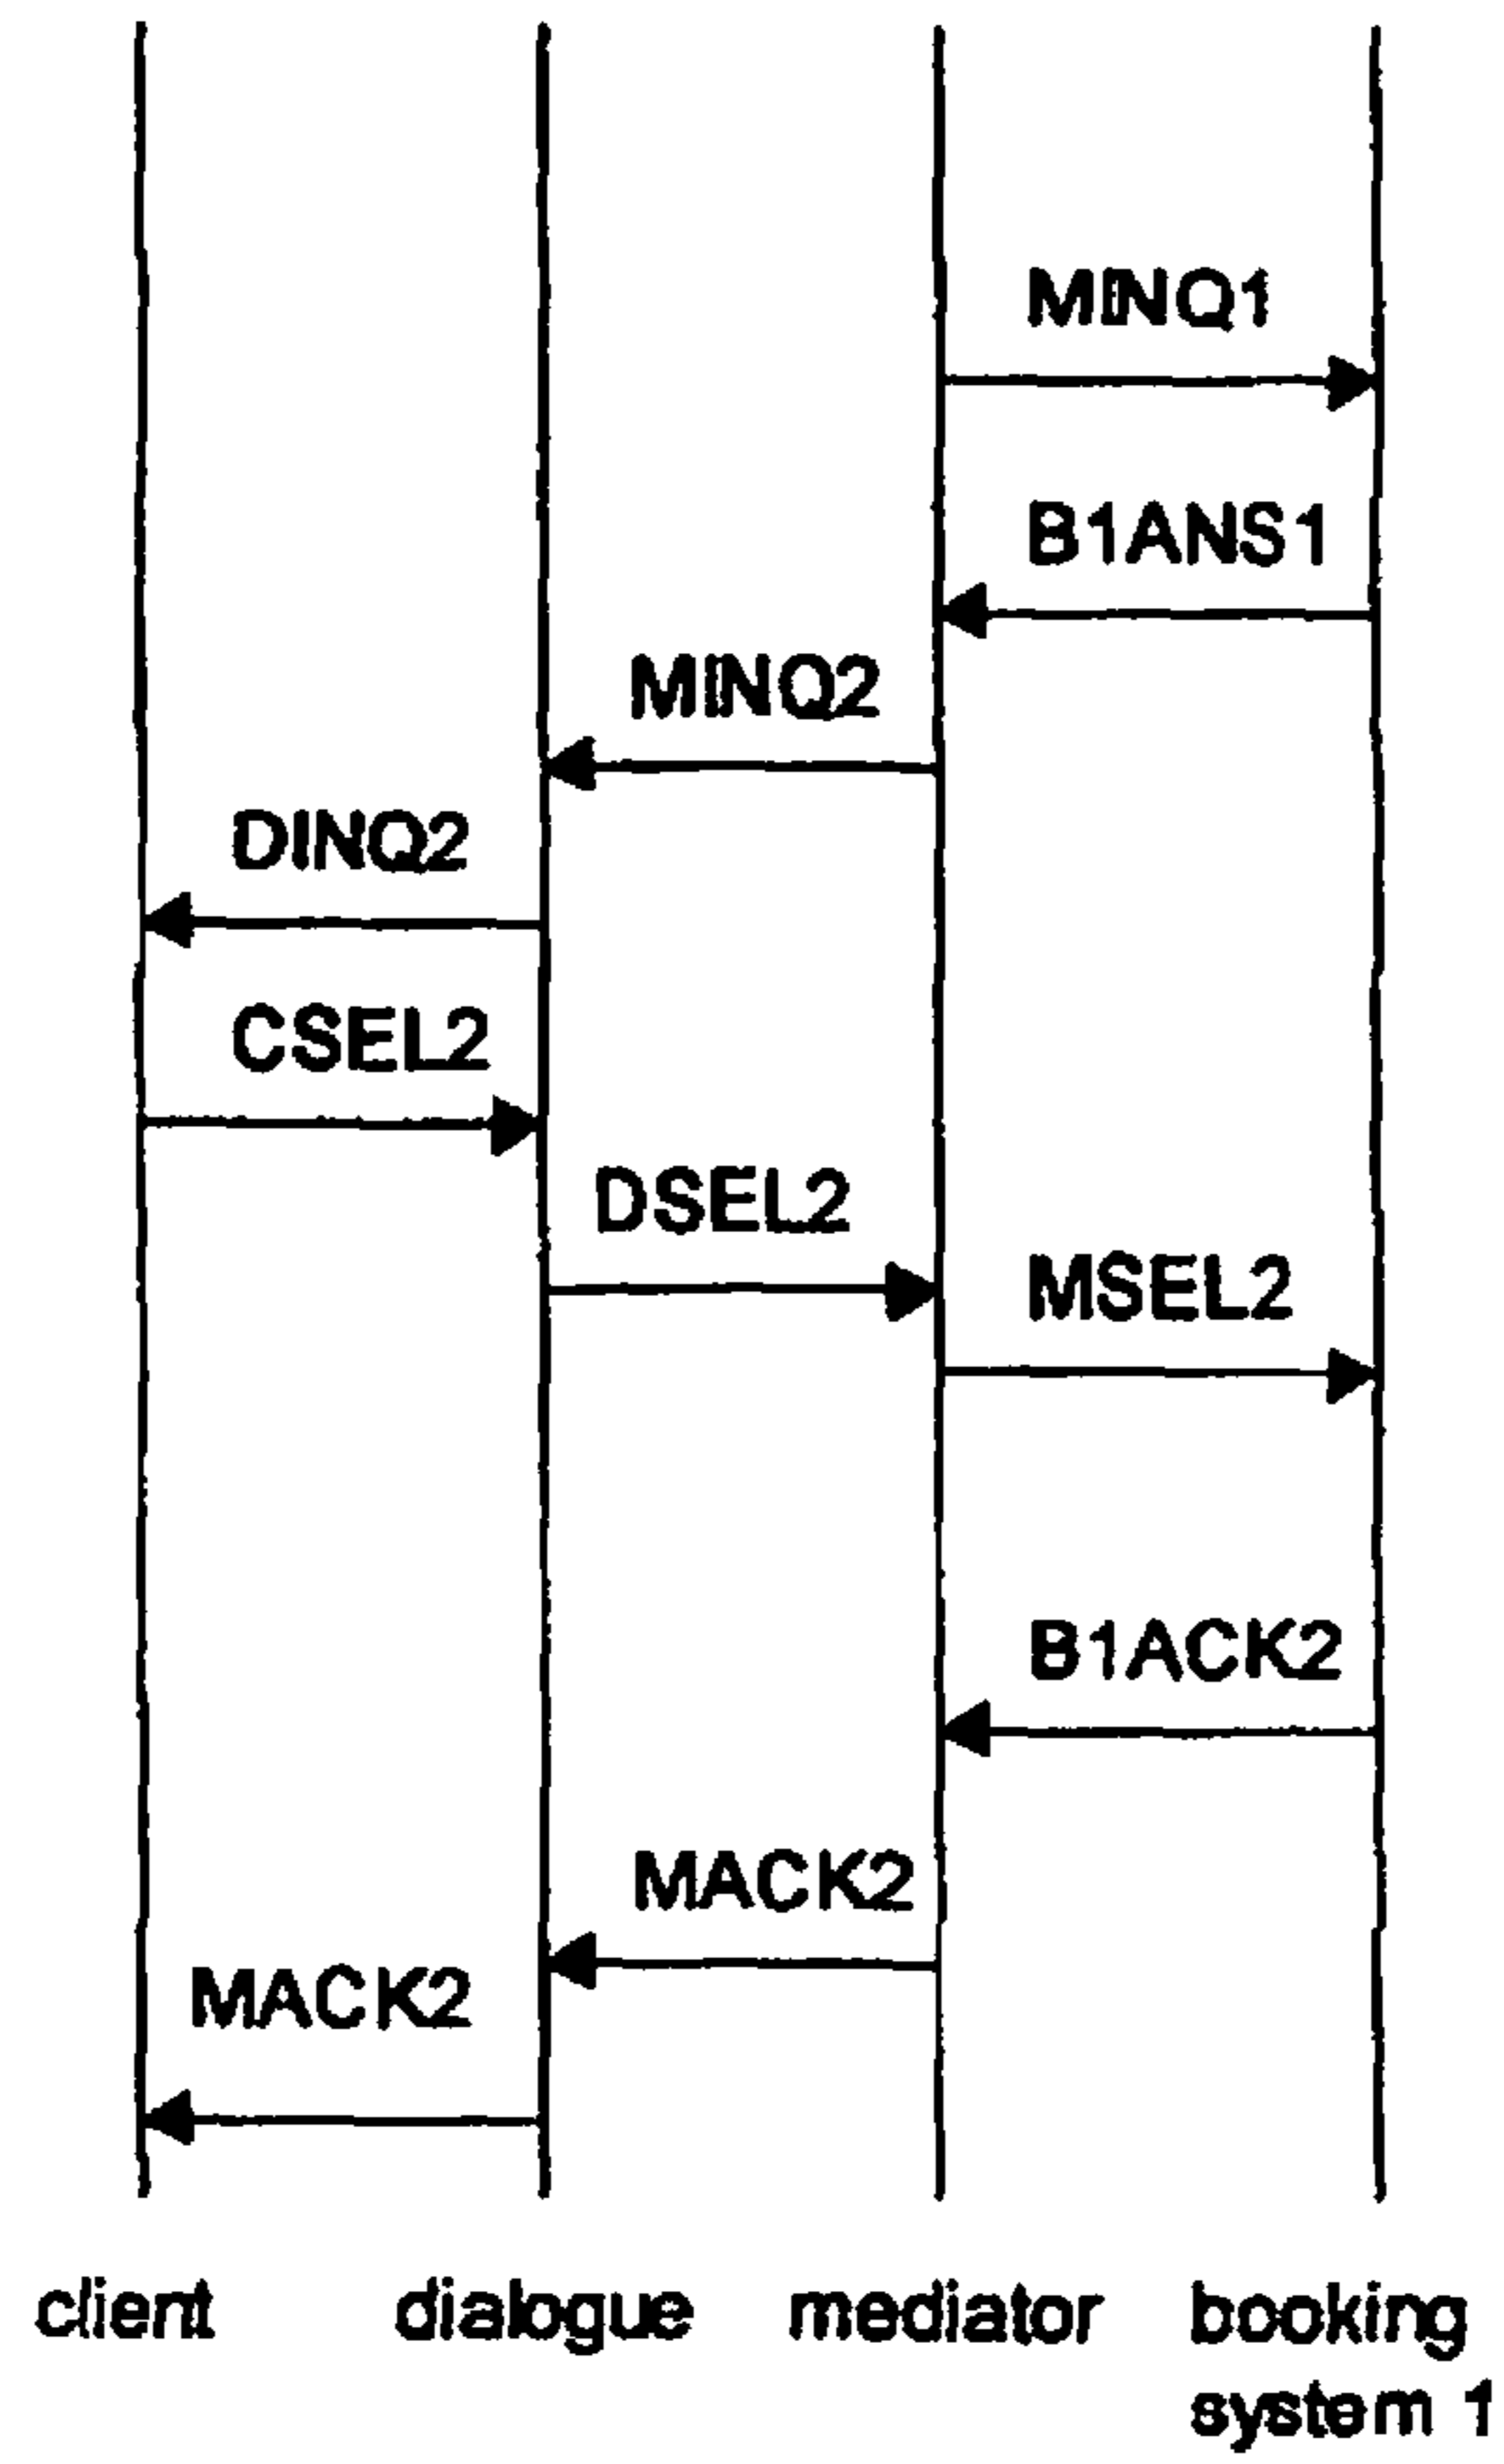 MINQ1
B1ANS1
MINQ2
DINQ2
CSEL2
DSEL2
MSEL2
B1ACK2
MACK2
MACK2
client dialogue mediator booking
system 1